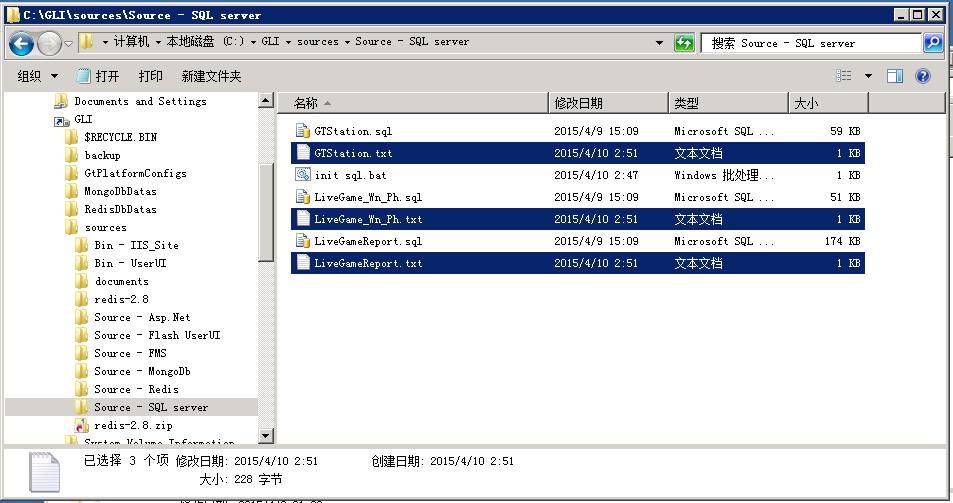 C:\GLI\sources\Source - SQL server
计算机 本地磁盘 (C:) GLI sources Source - SQL server
搜索 Source - SQL server
组织 打开 打印 新建文件夹
Documents and Settings
GLI
$RECYCLE.BIN
backup
GtPlatformConfigs
MongoDbDatas
RedisDbDatas
sources
Bin - IIS_Site
Bin - UserUI
documents
redis-2.8
Source - Asp.Net
Source - Flash UserUI
Source - FMS
Source - MongoDb
Source - Redis
Source - SQL server
redis-2.8.zip
System Volume Information
名称 修改日期 类型 大小
GTStation.sql 2015/4/9 15:09 Microsoft SQL ... 59 KB
GTStation.txt 2015/4/10 2:51 文本文档 1 KB
init sql.bat 2015/4/10 2:47 Windows 批处理... 1 KB
LiveGame_Wn_Ph.sql 2015/4/9 15:09 Microsoft SQL ... 51 KB
LiveGame_Wn_Ph.txt 2015/4/10 2:51 文本文档 1 KB
LiveGameReport.sql 2015/4/9 15:09 Microsoft SQL ... 174 KB
LiveGameReport.txt 2015/4/10 2:51 文本文档 1 KB
已选择 3 个项 修改日期: 2015/4/10 2:51 创建日期: 2015/4/10 2:51
大小: 228 字节